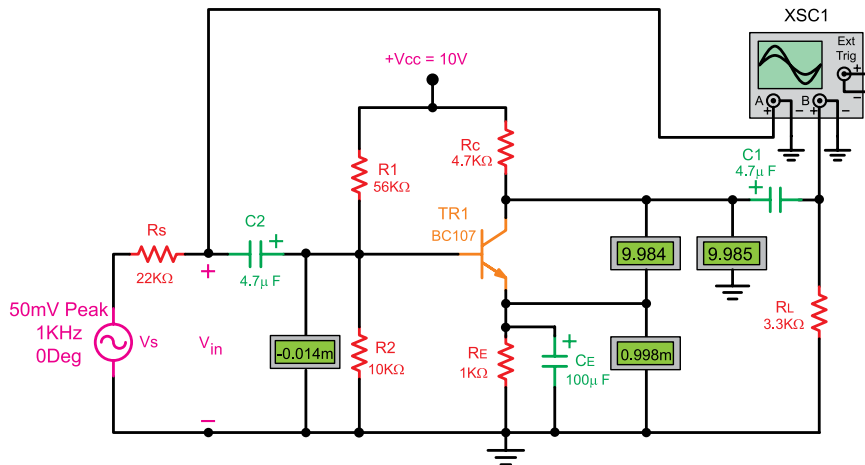 XSC1
Ext
Trig
+
−
A
B
+
−
+
−
+Vcc = 10V
R1
56KΩ
Rc
4.7KΩ
C1
4.7µ F
+
TR1
BC107
Rs
22KΩ
C2
+
4.7µ F
9.984
9.985
50mV Peak
1KHz
0Deg
Vs
+
Vin
−
-0.014m
R2
10KΩ
RE
1KΩ
+
CE
100µ F
0.998m
RL
3.3KΩ